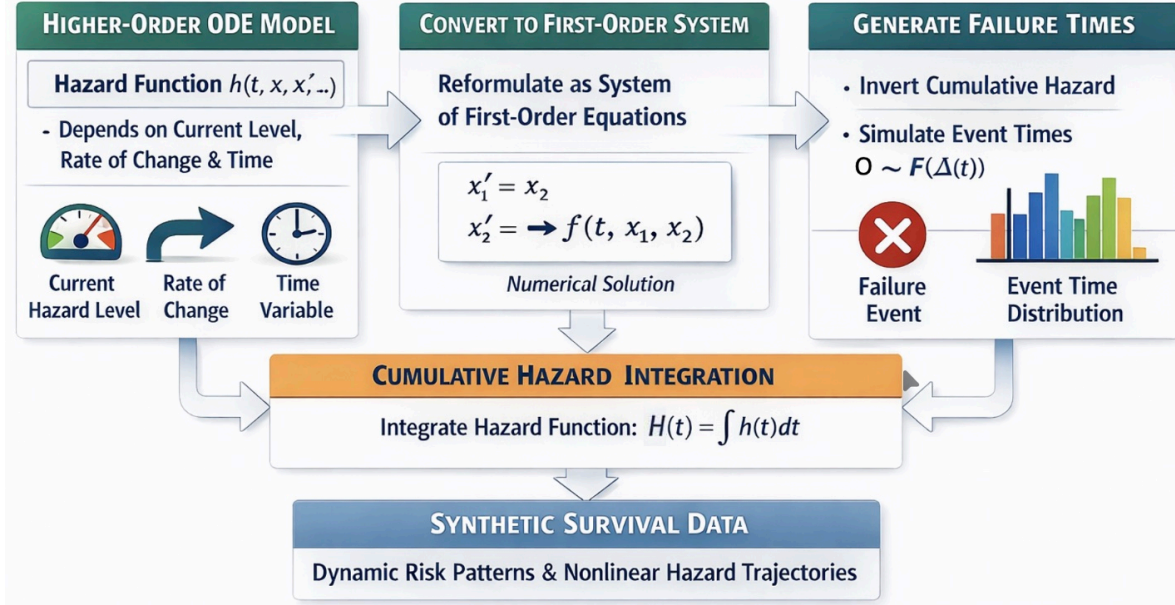 HIGHER-ORDER ODE MODEL
Hazard Function h(t, x, x′, ...)
- Depends on Current Level,
Rate of Change & Time
Current
Hazard Level
Rate of
Change
Time
Variable
CONVERT TO FIRST-ORDER SYSTEM
Reformulate as System
of First-Order Equations
x₁′ = x₂
x₂′ = → f(t, x₁, x₂)
Numerical Solution
GENERATE FAILURE TIMES
• Invert Cumulative Hazard
• Simulate Event Times
O ~ F(Δ(t))
Failure
Event
Event Time
Distribution
CUMULATIVE HAZARD INTEGRATION
Integrate Hazard Function: H(t) = ∫ h(t)dt
SYNTHETIC SURVIVAL DATA
Dynamic Risk Patterns & Nonlinear Hazard Trajectories